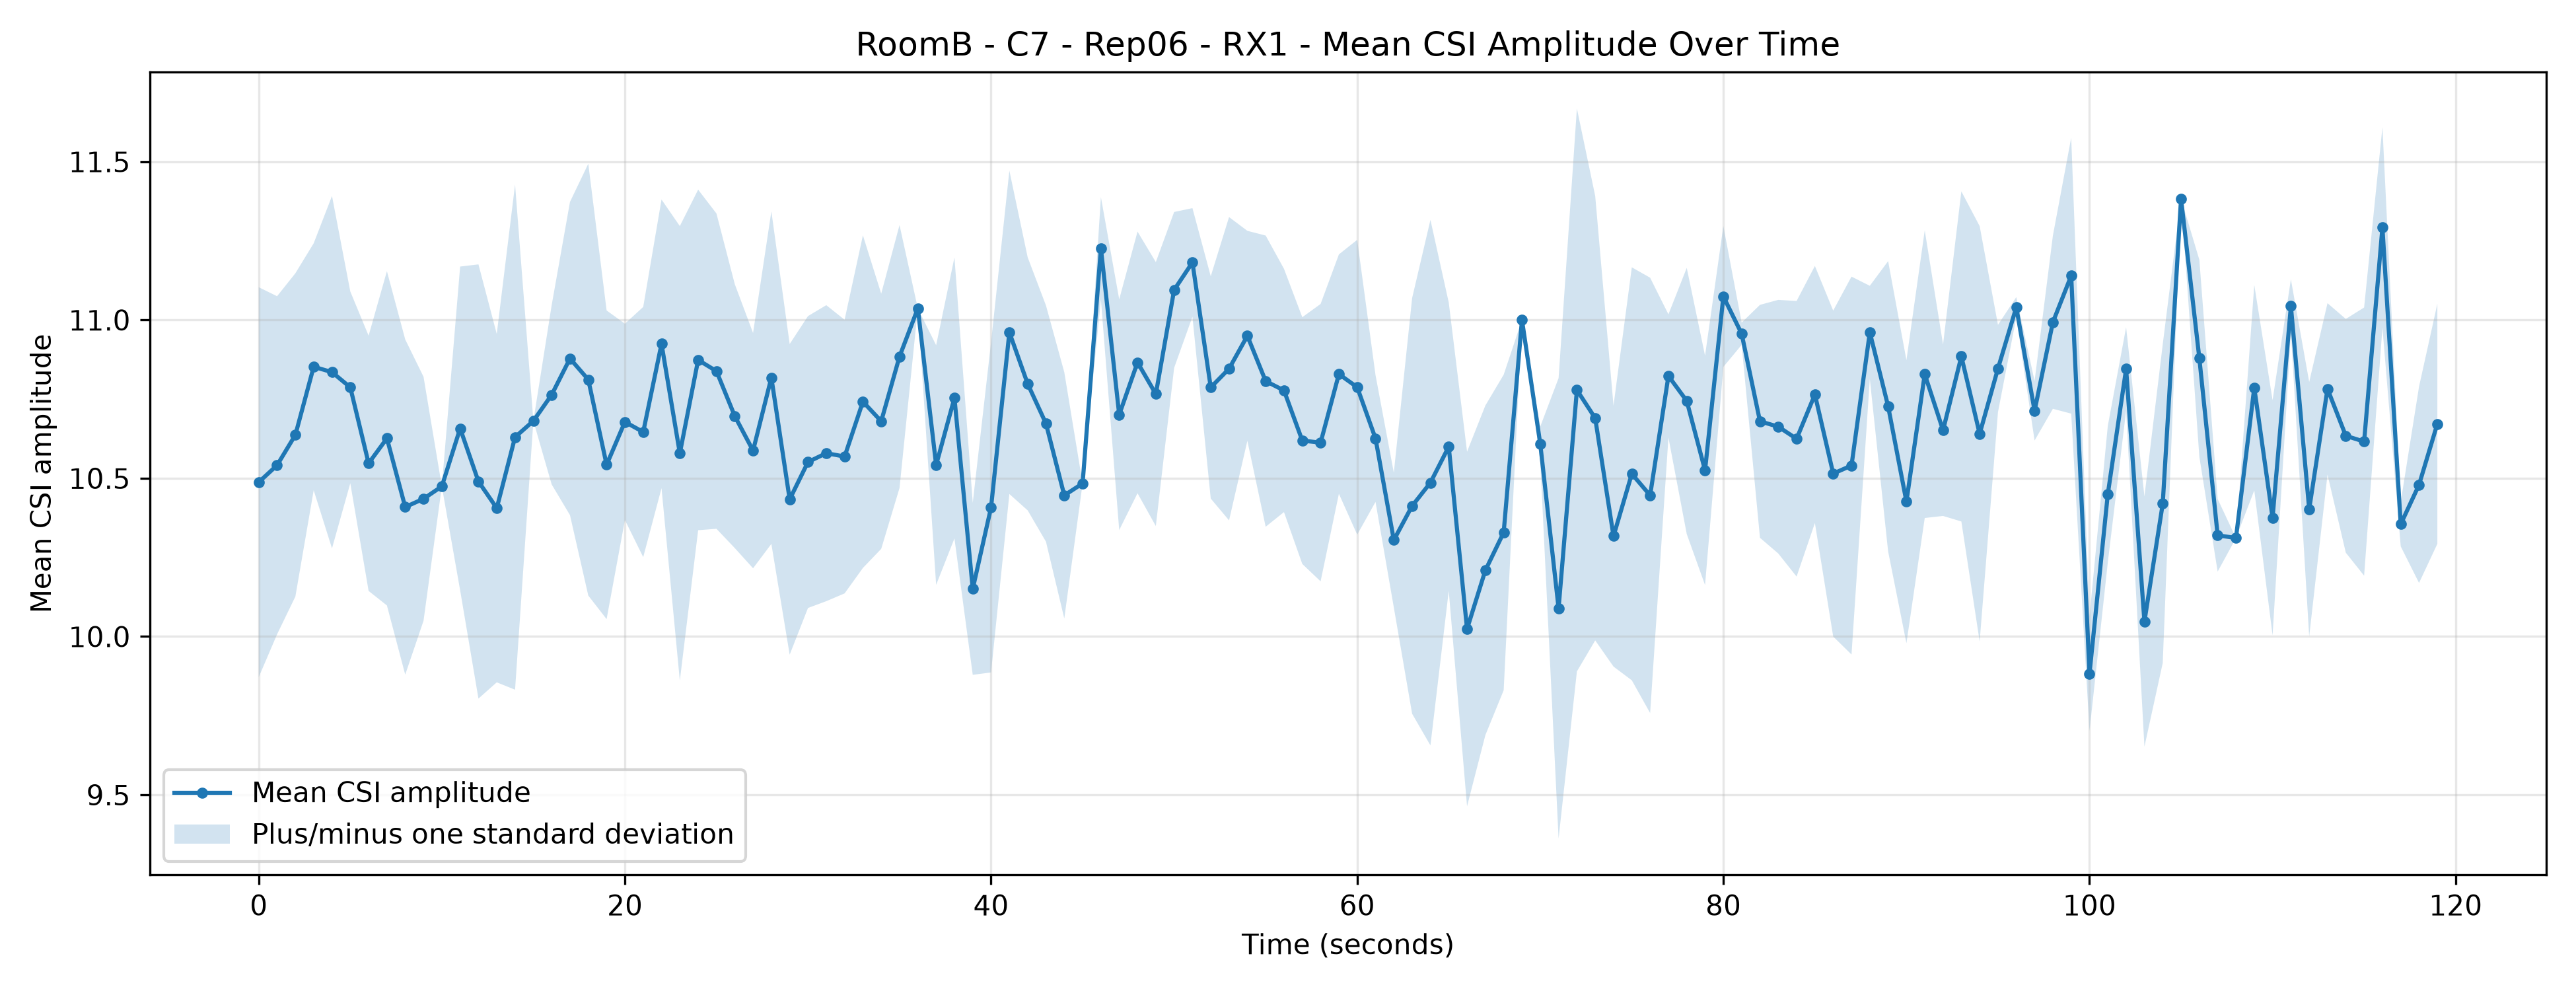 RoomB - C7 - Rep06 - RX1 - Mean CSI Amplitude Over Time
Mean CSI amplitude
11.5
11.0
10.5
10.0
9.5
Mean CSI amplitude
Plus/minus one standard deviation
0 20 40 60 80 100 120
Time (seconds)